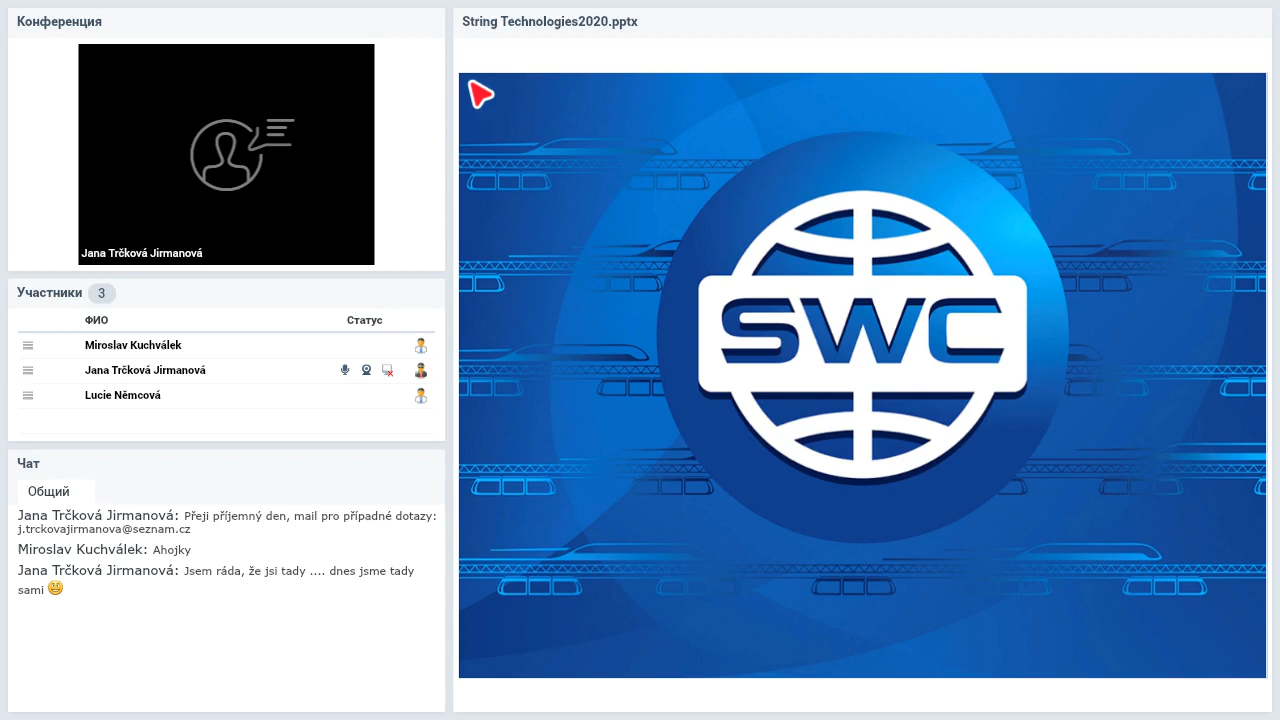 Конференция
Jana Trčková Jirmanová
Участники 3
ФИО Статус
Miroslav Kuchválek
Jana Trčková Jirmanová
Lucie Němcová
Чат
Общий
Jana Trčková Jirmanová: Přeji příjemný den, mail pro případné dotazy:
j.trckovajirmanova@seznam.cz
Miroslav Kuchválek: Ahojky
Jana Trčková Jirmanová: Jsem ráda, že jsi tady .... dnes jsme tady
sami
String Technologies2020.pptx
SWC